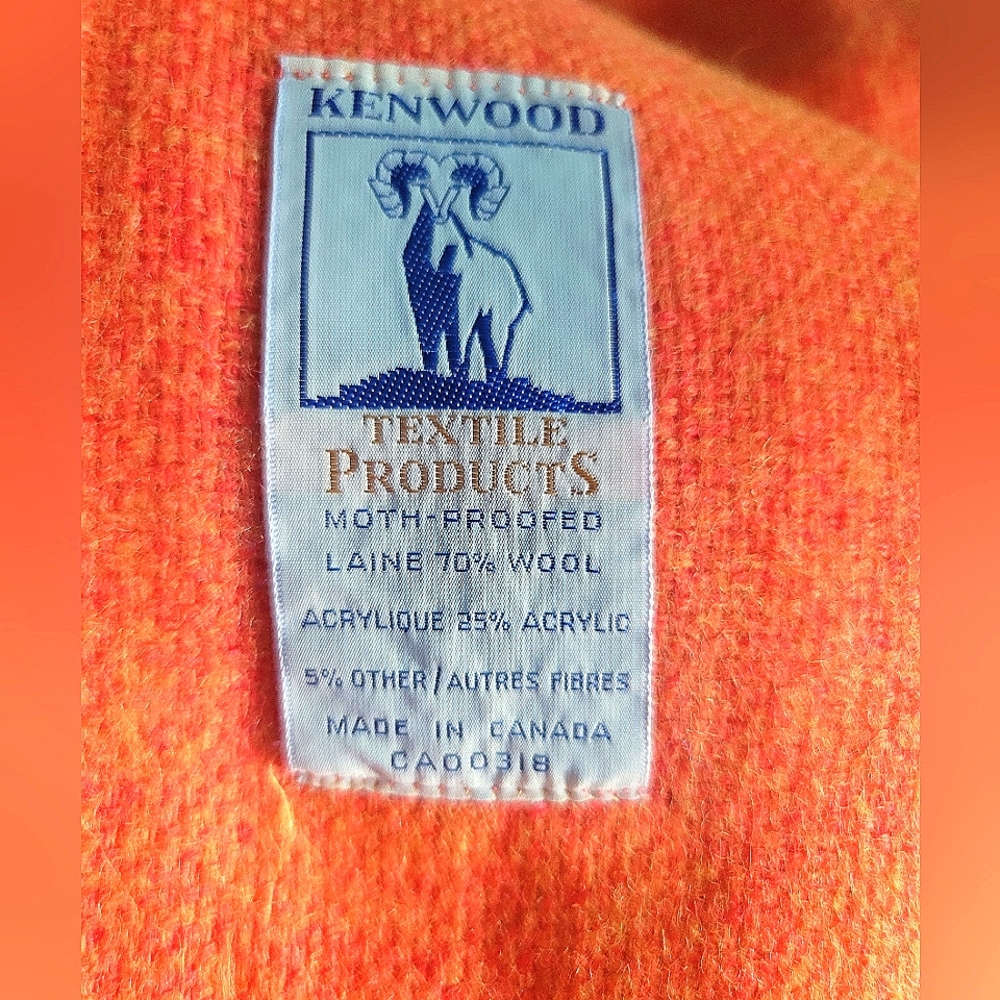 KENWOOD
TEXTILE
PRODUCTS
MOTH-PROOFED
LAINE 70% WOOL
ACRYLIQUE 25% ACRYLIC
5% OTHER/AUTRES FIBRES
MADE IN CANADA
CA00318